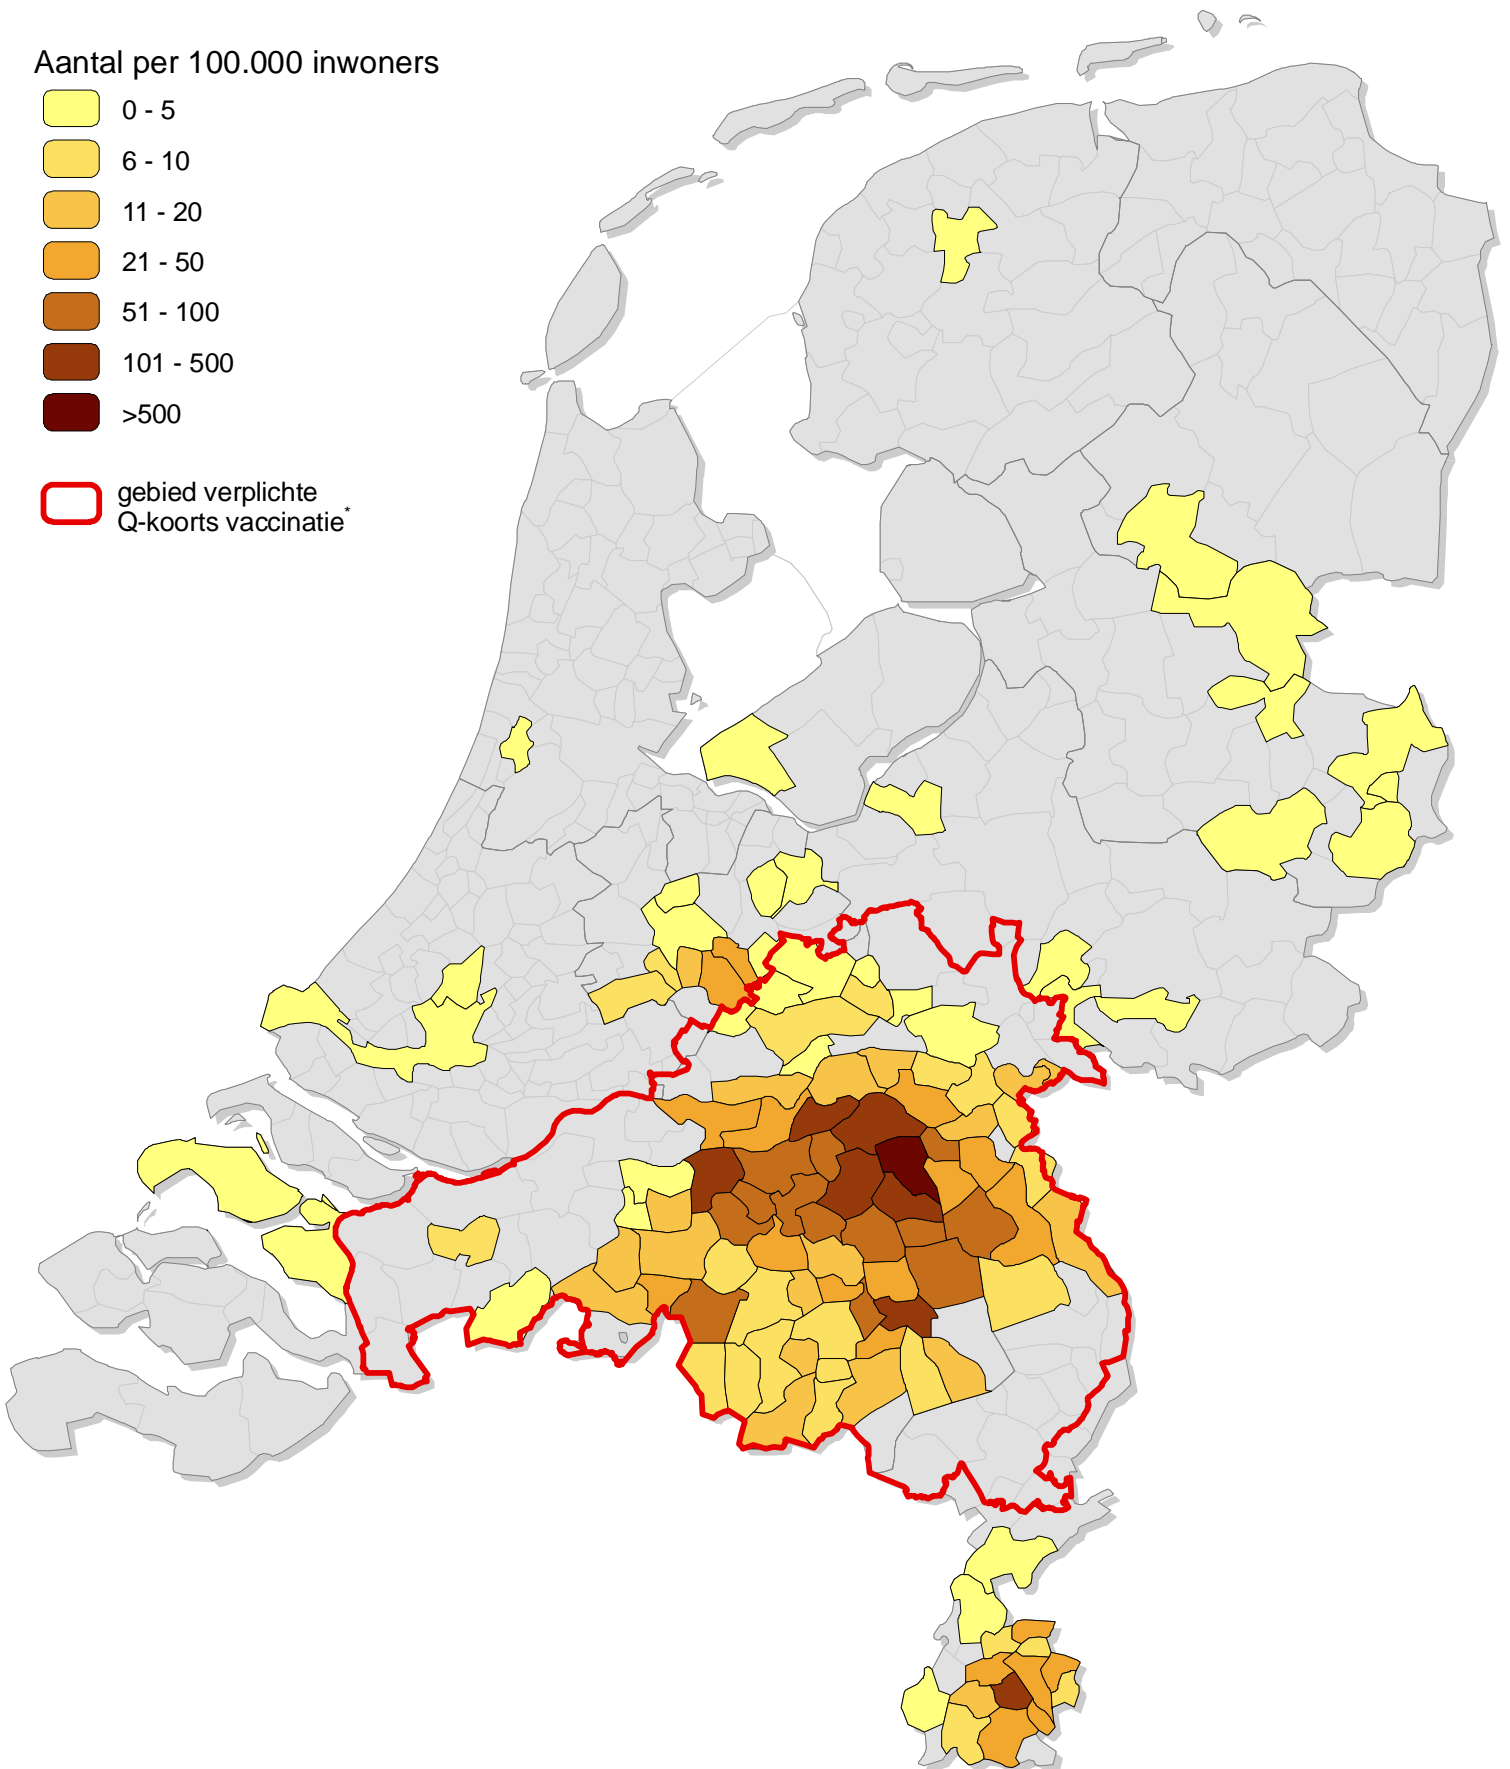 Aantal per 100.000 inwoners
0 - 5
6 - 10
11 - 20
21 - 50
51 - 100
101 - 500
>500
gebied verplichte
Q-koorts vaccinatie*